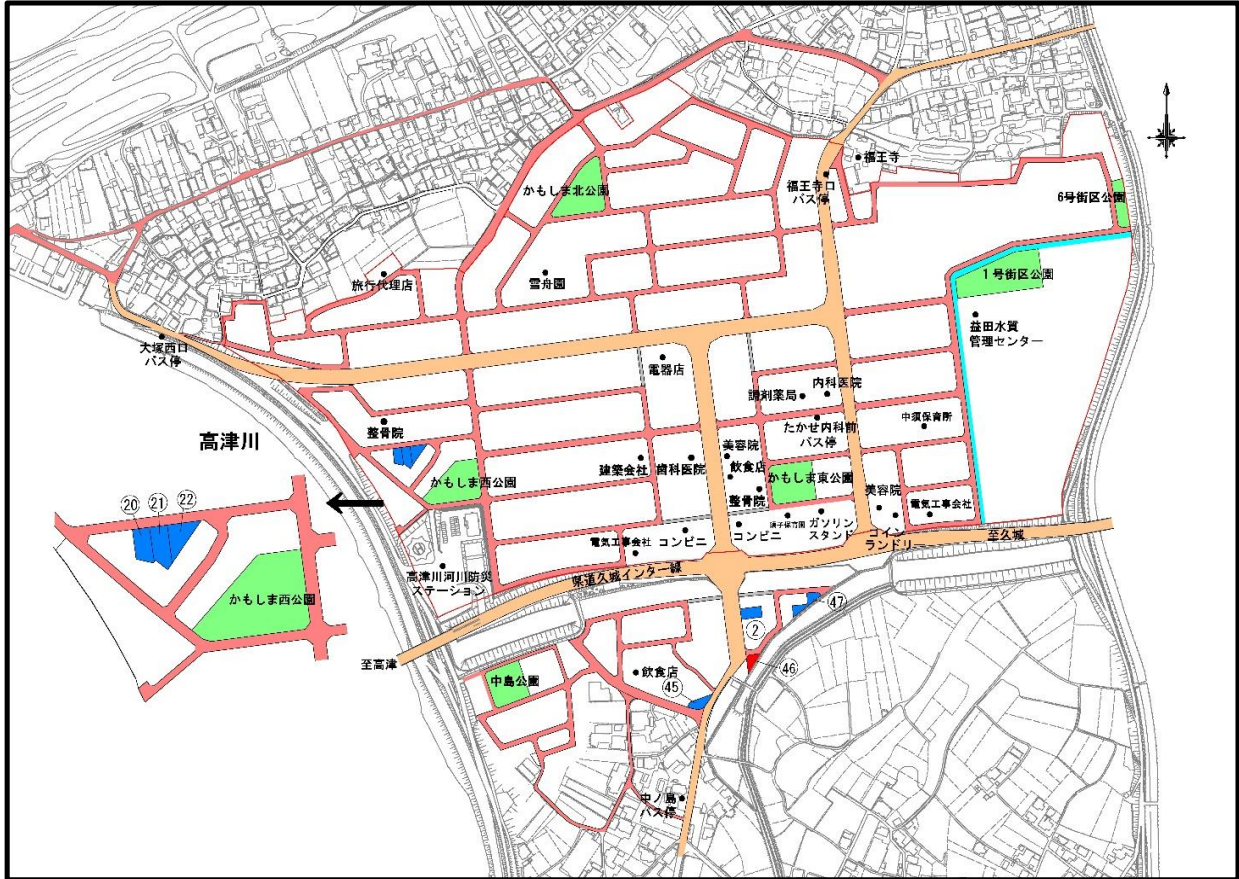 福王寺
かもしま北公園
福王寺口
バス停
6号街区公園
1号街区公園
旅行代理店
雪舟園
益田水質
管理センター
大塚西口
バス停
電器店
内科医院
調剤薬局
たかせ内科前
バス停
中須保育所
整骨院
高津川
美容院
飲食店
建築会社
歯科医院
整骨院
かもしま東公園
かもしま西公園
美容院
電気工事会社
20
21
22
かもしま西公園
ガソリン
スタンド
コイン
ランドリー
コンビニ
コンビニ
電気工事会社
至久城
県道久城インター線
高津川河川防災
ステーション
至高津
2
47
46
45
飲食店
中島公園
中ノ島
バス停